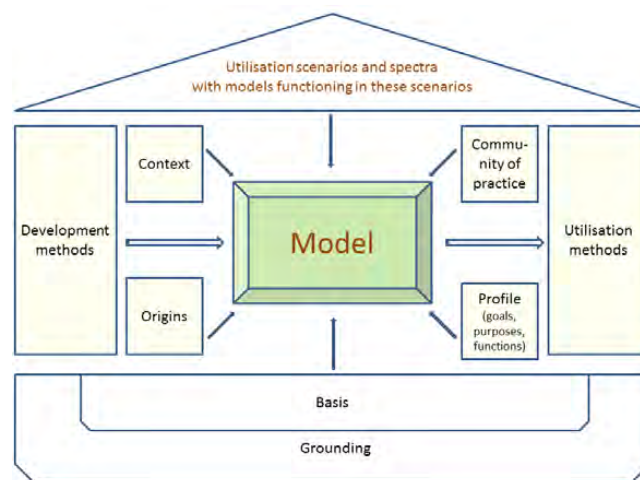 Utilisation scenarios and spectra
with models functioning in these scenarios
Development
methods
Context
Origins
Model
Commu-
nity of
practice
Profile
(goals,
purposes,
functions)
Utilisation
methods
Basis
Grounding